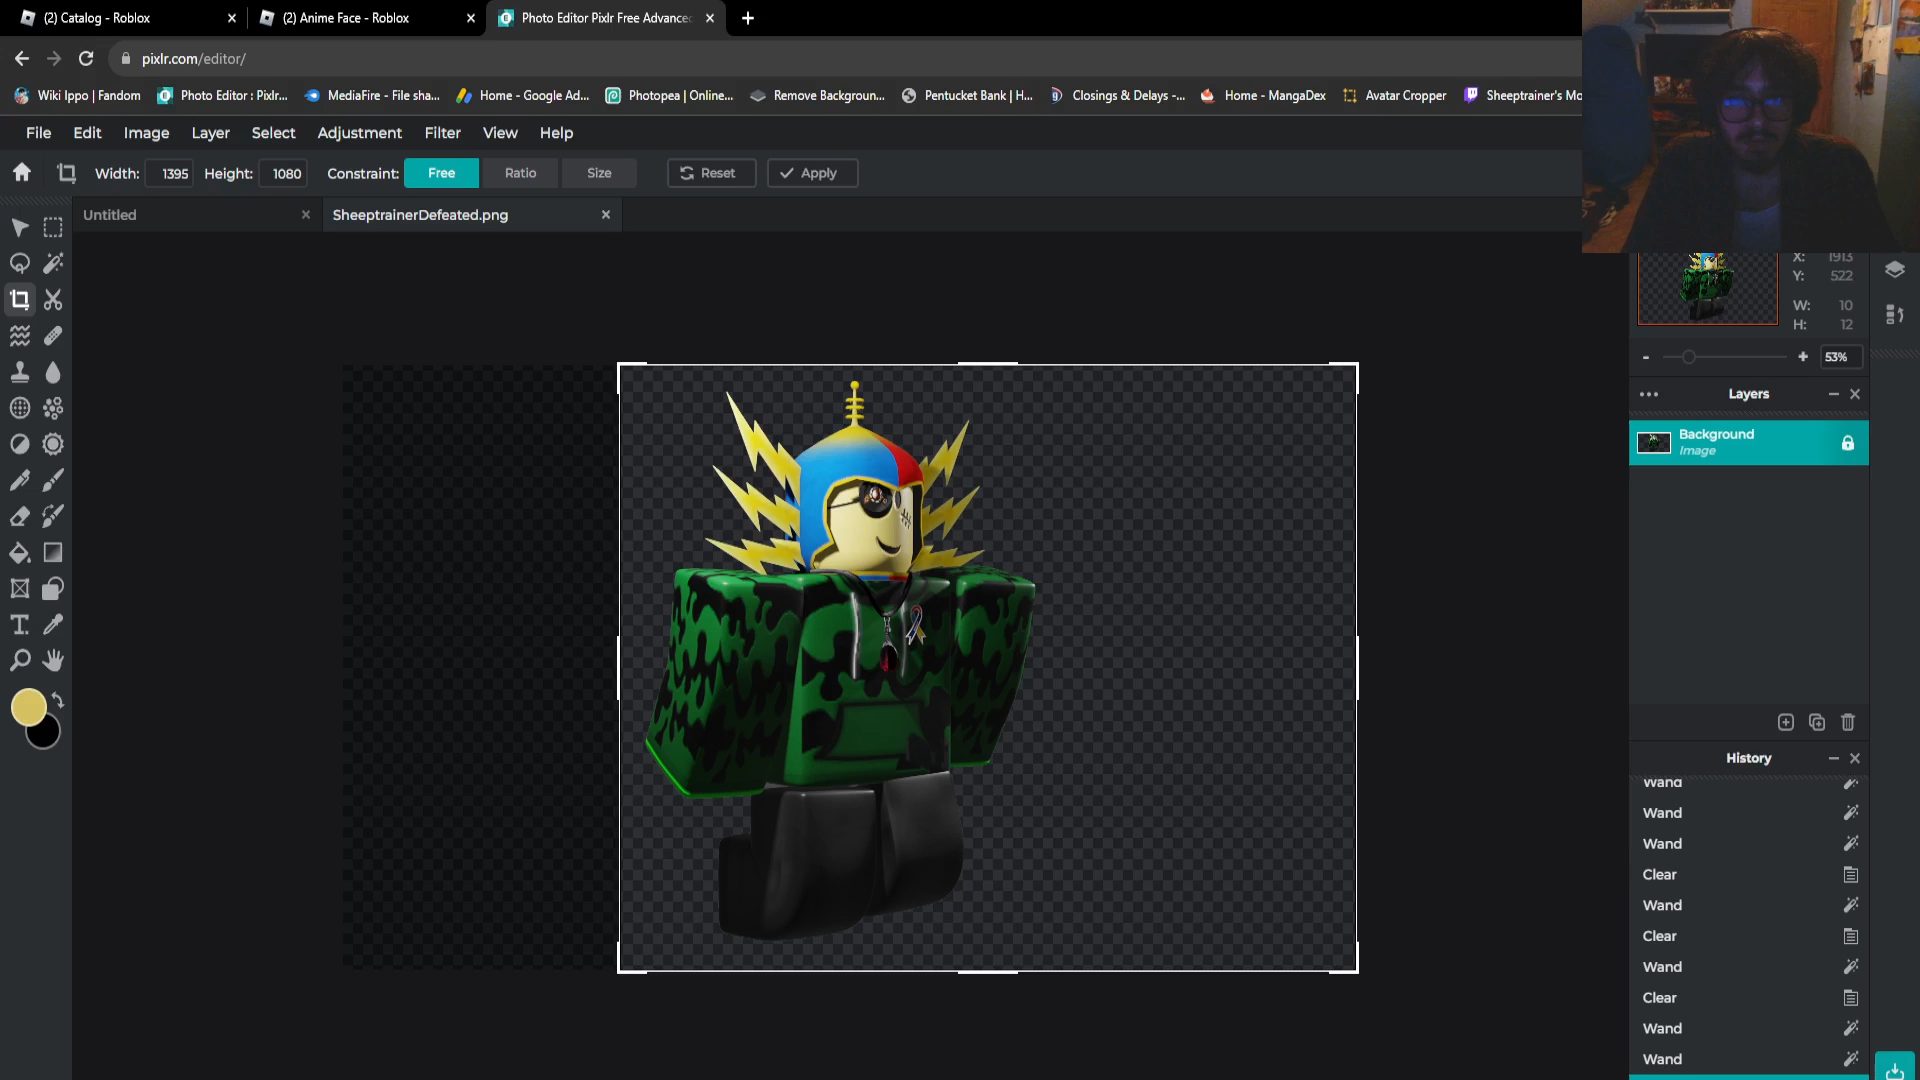 (2) Catalog - Roblox
(2) Anime Face - Roblox
Photo Editor Pixlr Free Advance
pixlr.com/editor/
Wiki Ippo | Fandom
Photo Editor : Pixlr...
MediaFire - File sha...
Home - Google Ad...
Photopea | Online...
Remove Backgroun...
Pentucket Bank | H...
Closings & Delays -...
Home - MangaDex
Avatar Cropper
Sheeptrainer's Mo
File Edit Image Layer Select Adjustment Filter View Help
Width: 1395 Height: 1080 Constraint: Free Ratio Size Reset Apply
Untitled
SheeptrainerDefeated.png
X: 1913
Y: 522
W: 10
H: 12
53%
Layers
Background
Image
History
Wand
Wand
Wand
Clear
Wand
Clear
Wand
Clear
Wand
Wand